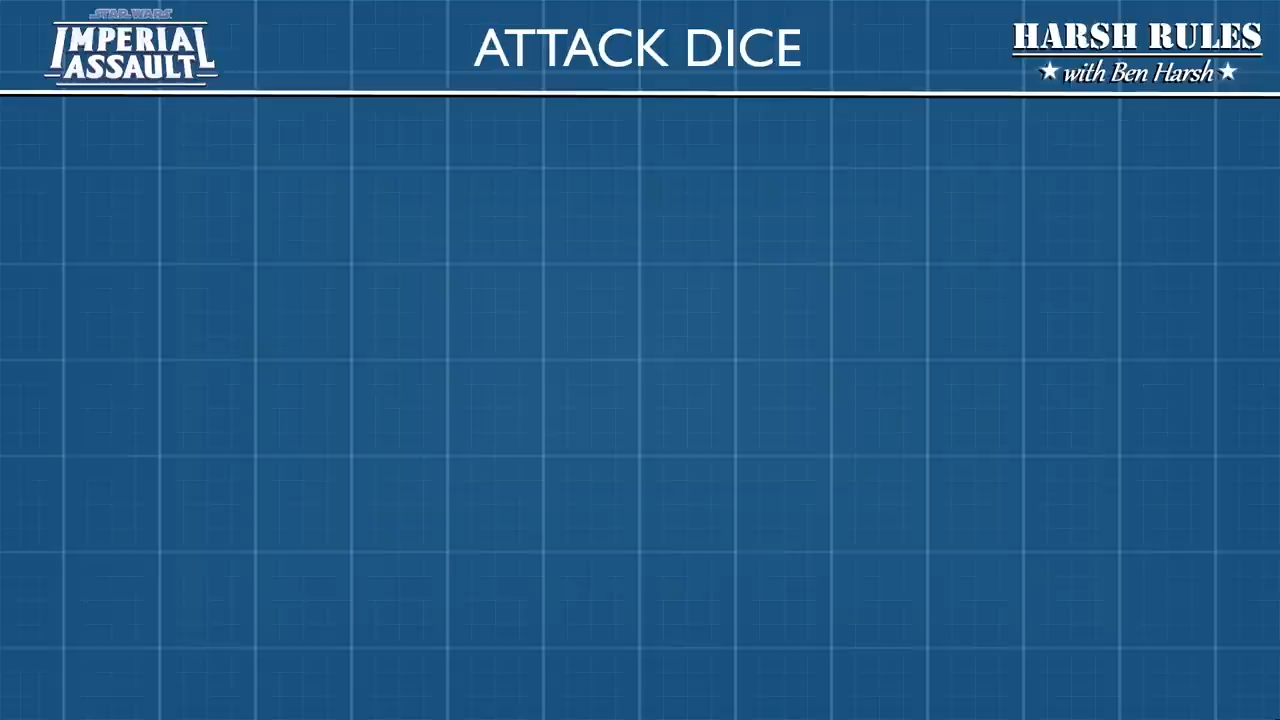 STAR WARS
IMPERIAL
ASSAULT
ATTACK DICE
HARSH RULES
with Ben Harsh